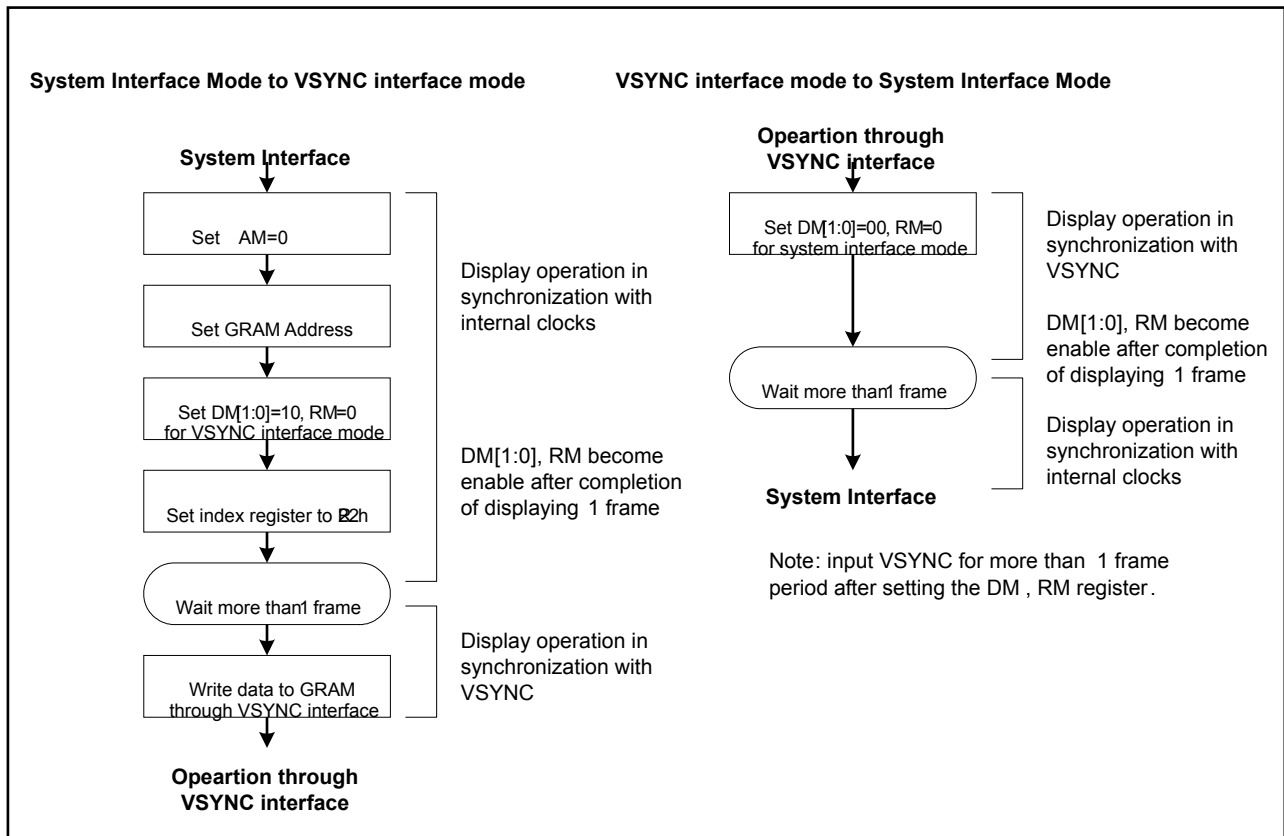 System Interface Mode to VSYNC interface mode
System Interface
Set AM=0
Set GRAM Address
Set DM[1:0]=10, RM=0
for VSYNC interface mode
Set index register to R22h
Wait more than1 frame
Write data to GRAM
through VSYNC interface
Opeartion through
VSYNC interface
Display operation in
synchronization with
internal clocks
DM[1:0], RM become
enable after completion
of displaying 1 frame
Display operation in
synchronization with
VSYNC
VSYNC interface mode to System Interface Mode
Opeartion through
VSYNC interface
Set DM[1:0]=00, RM=0
for system interface mode
Wait more than1 frame
System Interface
Display operation in
synchronization with
VSYNC
DM[1:0], RM become
enable after completion
of displaying 1 frame
Display operation in
synchronization with
internal clocks
Note: input VSYNC for more than 1 frame
period after setting the DM , RM register.